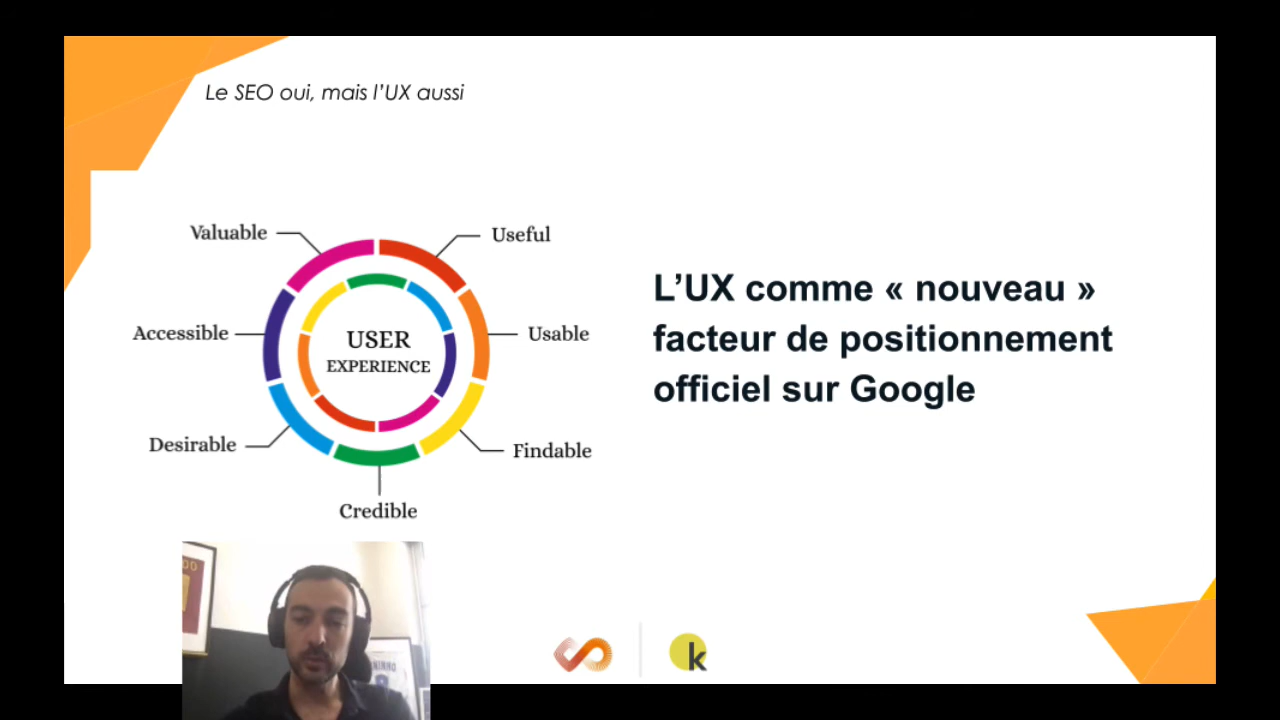 Le SEO oui, mais l'UX aussi
Valuable
Useful
Accessible
USER
EXPERIENCE
Usable
Desirable
Findable
Credible
L'UX comme « nouveau »
facteur de positionnement
officiel sur Google
k